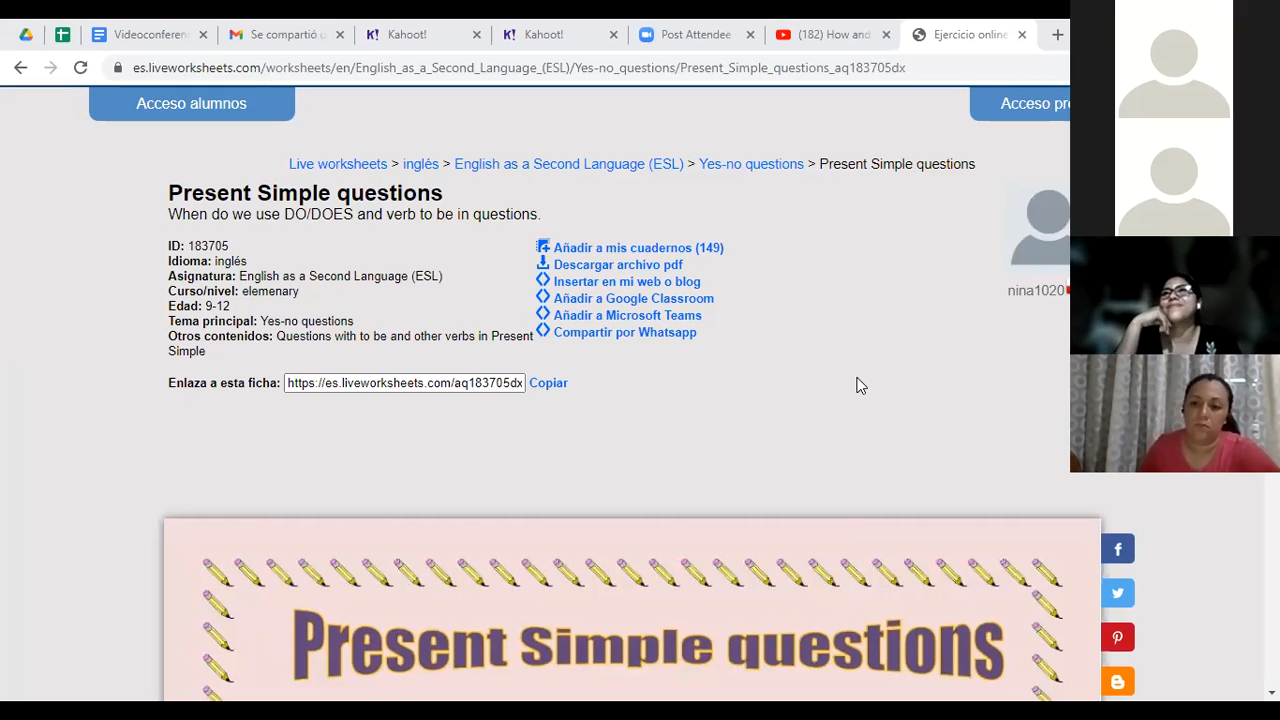 Videoconferen
Se compartió u
Kahoot!
Kahoot!
Post Attendee
(182) How and
Ejercicio online
es.liveworksheets.com/worksheets/en/English_as_a_Second_Language_(ESL)/Yes-no_questions/Present_Simple_questions_aq183705dx
Acceso alumnos
Acceso pro
Live worksheets > inglés > English as a Second Language (ESL) > Yes-no questions > Present Simple questions
Present Simple questions
When do we use DO/DOES and verb to be in questions.
ID: 183705
Idioma: inglés
Asignatura: English as a Second Language (ESL)
Curso/nivel: elemenary
Edad: 9-12
Tema principal: Yes-no questions
Otros contenidos: Questions with to be and other verbs in Present
Simple
Añadir a mis cuadernos (149)
Descargar archivo pdf
Insertar en mi web o blog
Añadir a Google Classroom
Añadir a Microsoft Teams
Compartir por Whatsapp
nina1020
Enlaza a esta ficha: https://es.liveworksheets.com/aq183705dx Copiar
Present Simple questions